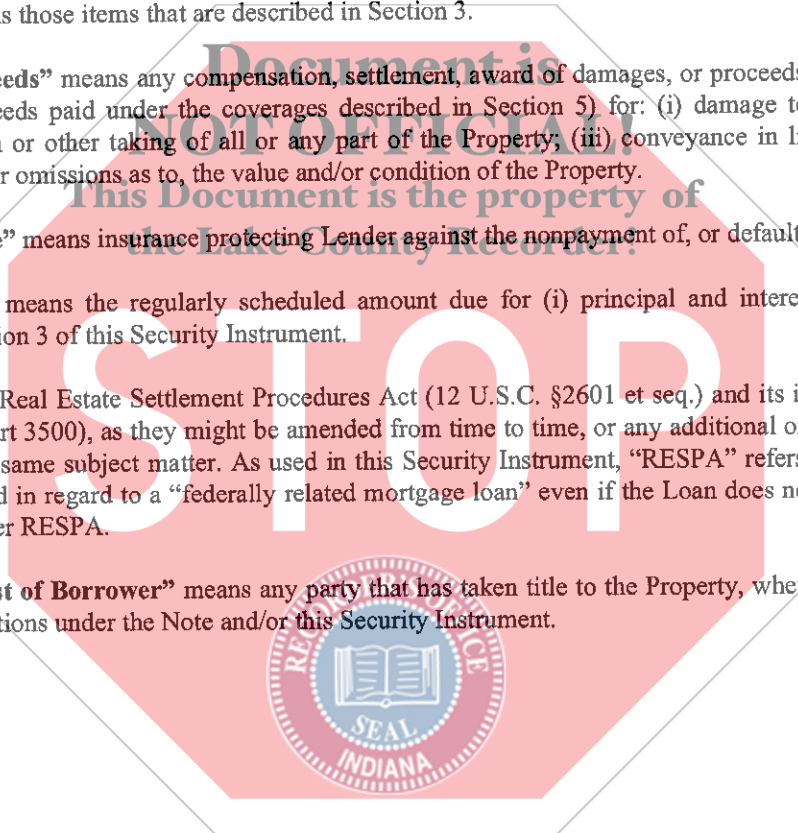 s those items that are described in Section 3.
Document is
eeds” means any compensation, settlement, award of damages, or proceeds
eeds paid under the coverages described in Section 5) for: (i) damage to
NOT OFFICIAL!
n or other taking of all or any part of the Property; (iii) conveyance in li
r omissions as to, the value and/or condition of the Property.
This Document is the property of
e” means insurance protecting Lender against the nonpayment of, or default
the Lake County Recorder!
means the regularly scheduled amount due for (i) principal and intere
ion 3 of this Security Instrument.
STOP
Real Estate Settlement Procedures Act (12 U.S.C. §2601 et seq.) and its i
rt 3500), as they might be amended from time to time, or any additional o
same subject matter. As used in this Security Instrument, “RESPA” refers
d in regard to a “federally related mortgage loan” even if the Loan does n
er RESPA.
st of Borrower” means any party that has taken title to the Property, whe
tions under the Note and/or this Security Instrument.
RECORDER'S OFFICE
SEAL
INDIANA